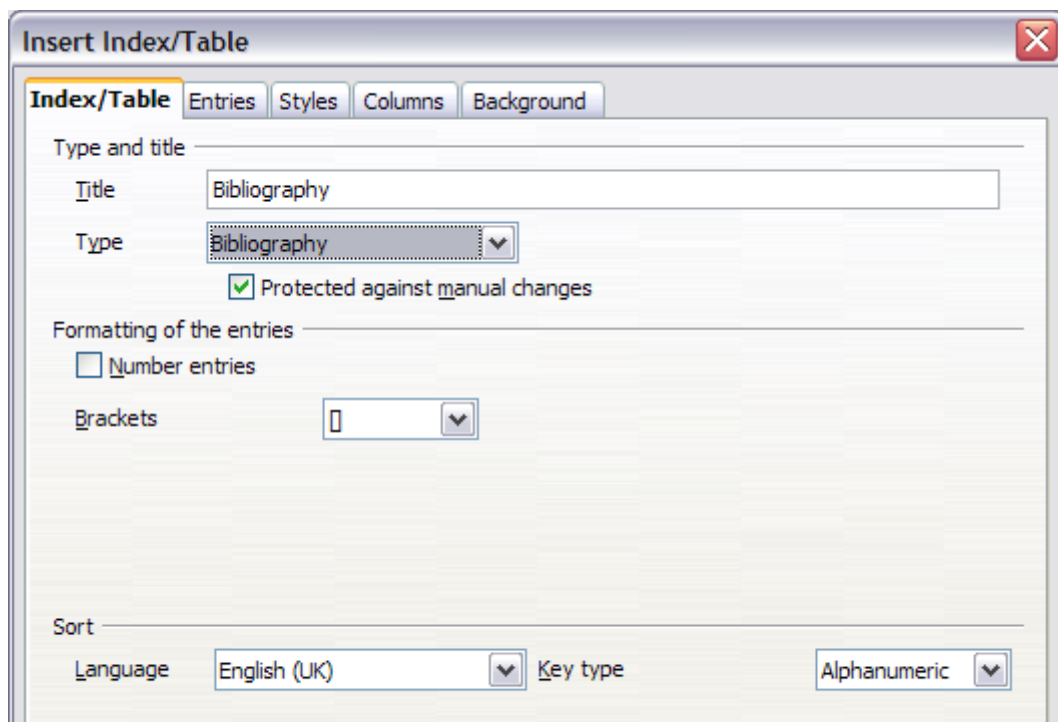 Insert Index/Table
Index/Table Entries Styles Columns Background
Type and title
Title Bibliography
Type Bibliography
Protected against manual changes
Formatting of the entries
Number entries
Brackets []
Sort
Language English (UK) Key type Alphanumeric